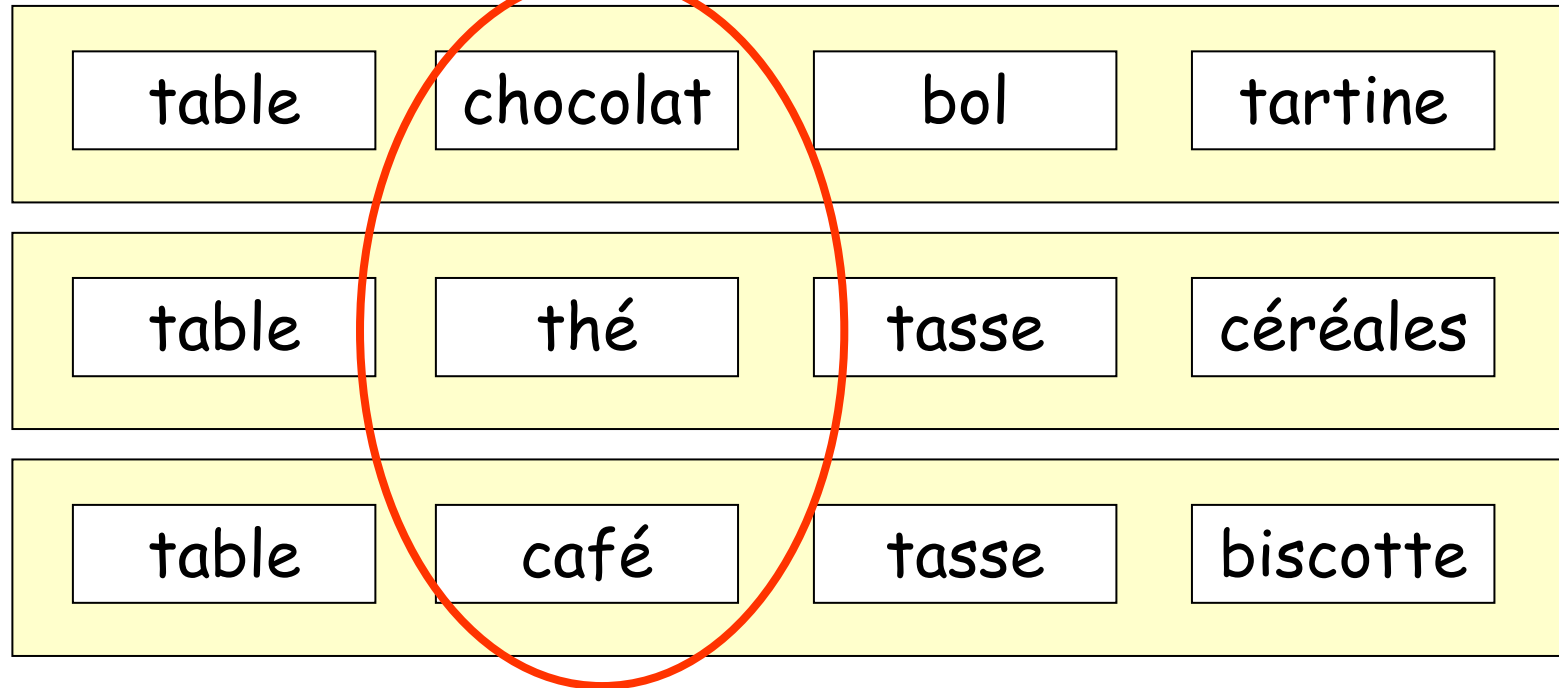 table chocolat bol tartine
table thé tasse céréales
table café tasse biscotte